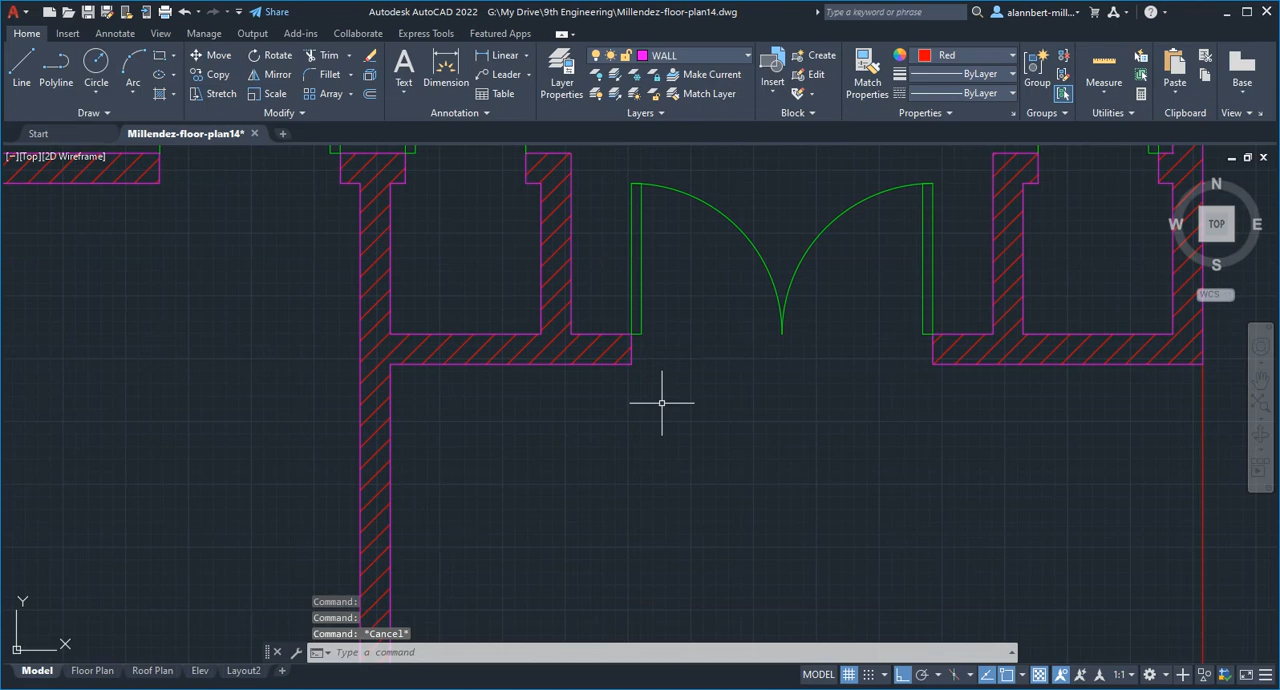 Share Autodesk AutoCAD 2022 G:\My Drive\9th Engineering\Millendez-floor-plan14.dwg Type a keyword or phrase alannbert-mill...
Home Insert Annotate View Manage Output Add-ins Collaborate Express Tools Featured Apps
Line Polyline Circle Arc
Move Rotate Trim
Copy Mirror Fillet
Stretch Scale Array
Text Dimension
Linear
Leader
Table
Layer Properties
WALL
Make Current
Match Layer
Insert
Create
Edit
Match Properties
Red
ByLayer
ByLayer
Group
Measure
Paste
Base
Draw Modify Annotation Layers Block Properties Groups Utilities Clipboard View
Start Millendez-floor-plan14*
[−][Top][2D Wireframe]
N
W TOP E
S
WCS
Command:
Command:
Command: *Cancel*
Type a command
Y
X
Model Floor Plan Roof Plan Elev Layout2
MODEL 1:1